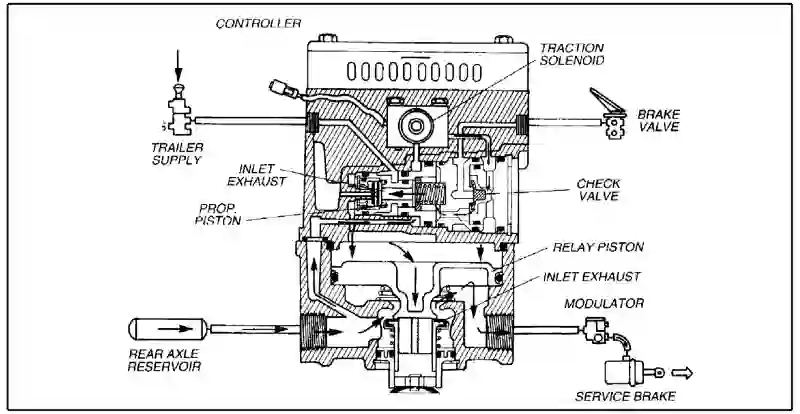 CONTROLLER
TRACTION
SOLENOID
BRAKE
VALVE
TRAILER
SUPPLY
INLET
EXHAUST
CHECK
VALVE
PROP.
PISTON
RELAY PISTON
INLET EXHAUST
MODULATOR
REAR AXLE
RESERVOIR
SERVICE BRAKE